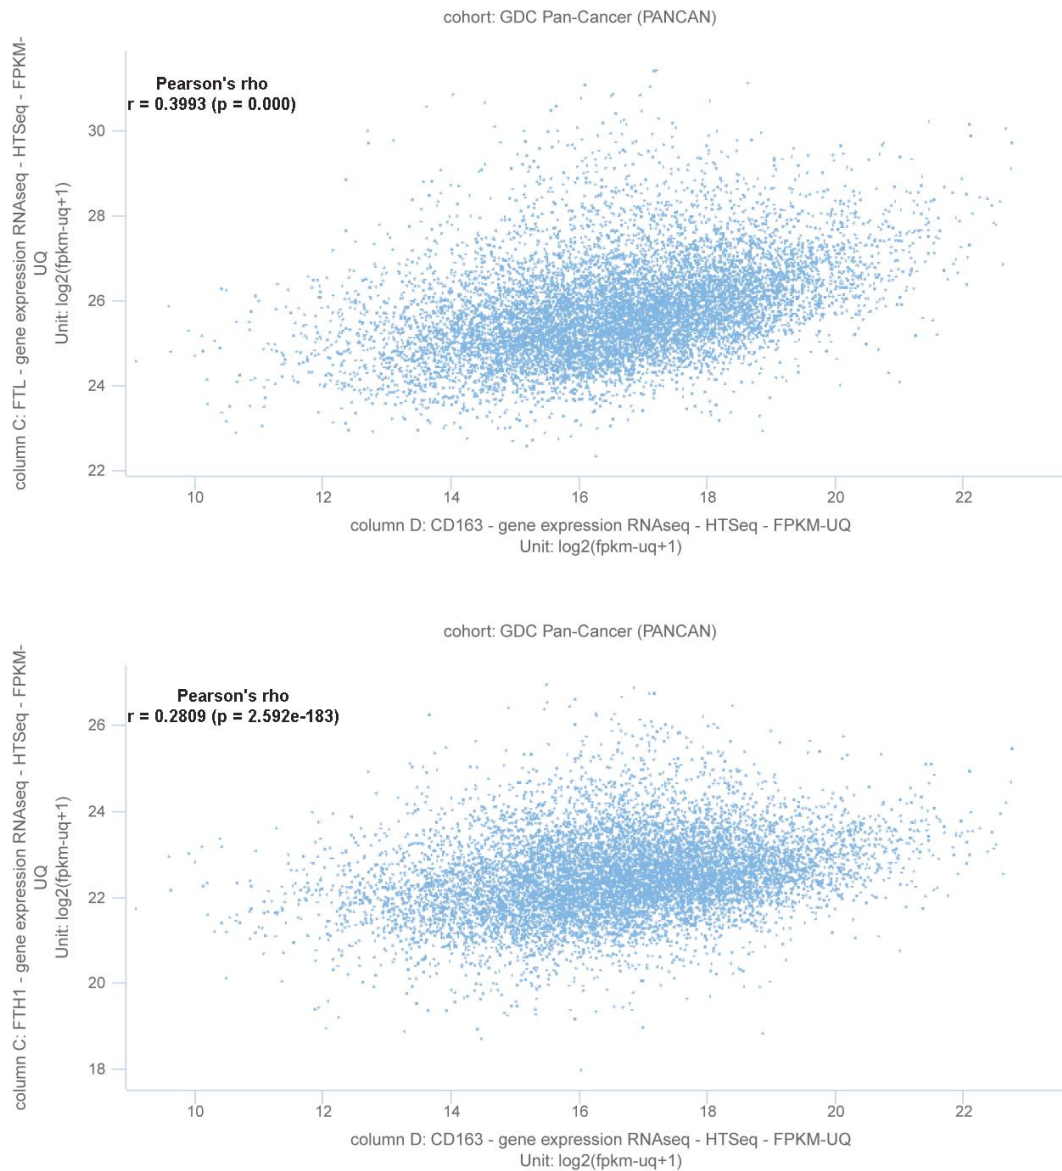 cohort: GDC Pan-Cancer (PANCAN)
column C: FTL - gene expression RNAseq - HTSeq - FPKM-
UQ
Unit: log2(fpkm-uq+1)
Pearson's rho
r = 0.3993 (p = 0.000)
30
28
26
24
22
10 12 14 16 18 20 22
column D: CD163 - gene expression RNAseq - HTSeq - FPKM-UQ
Unit: log2(fpkm-uq+1)
cohort: GDC Pan-Cancer (PANCAN)
column C: FTH1 - gene expression RNAseq - HTSeq - FPKM-
UQ
Unit: log2(fpkm-uq+1)
Pearson's rho
r = 0.2809 (p = 2.592e-183)
26
24
22
20
18
10 12 14 16 18 20 22
column D: CD163 - gene expression RNAseq - HTSeq - FPKM-UQ
Unit: log2(fpkm-uq+1)